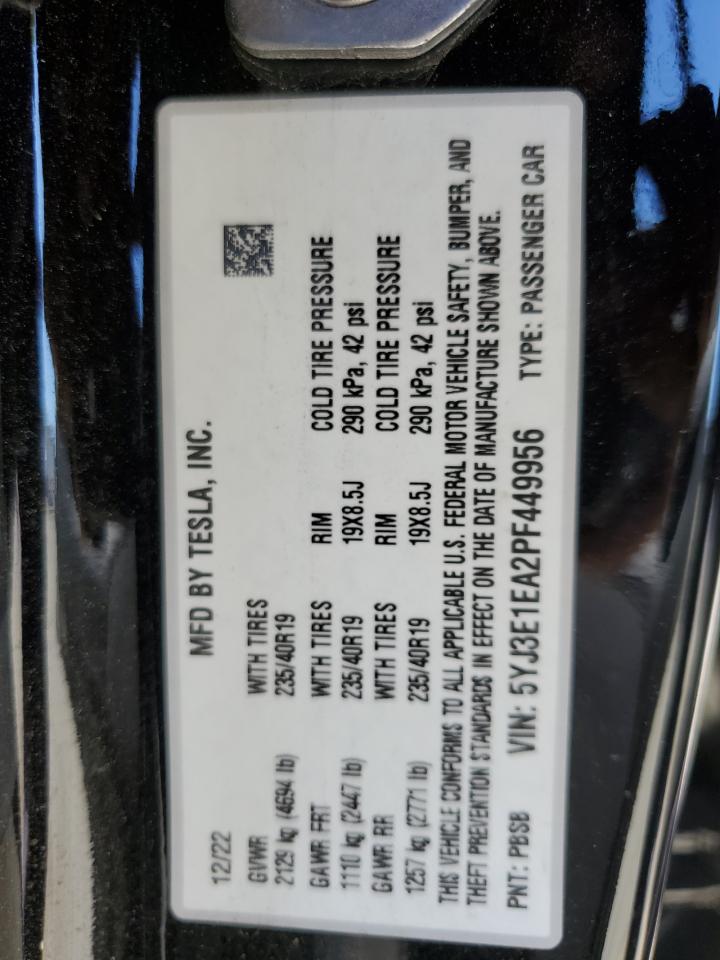 MFD BY TESLA, INC.
12/22
GVWR WITH TIRES
2129 kg (4694 lb) 235/40R19
GAWR FRT WITH TIRES RIM COLD TIRE PRESSURE
1110 kg (2447 lb) 235/40R19 19X8.5J 290 kPa, 42 psi
GAWR RR WITH TIRES RIM COLD TIRE PRESSURE
1257 kg (2771 lb) 235/40R19 19X8.5J 290 kPa, 42 psi
THIS VEHICLE CONFORMS TO ALL APPLICABLE U.S. FEDERAL MOTOR VEHICLE SAFETY, BUMPER, AND
THEFT PREVENTION STANDARDS IN EFFECT ON THE DATE OF MANUFACTURE SHOWN ABOVE.
PNT: PBSB VIN: 5YJ3E1EA2PF449956 TYPE: PASSENGER CAR